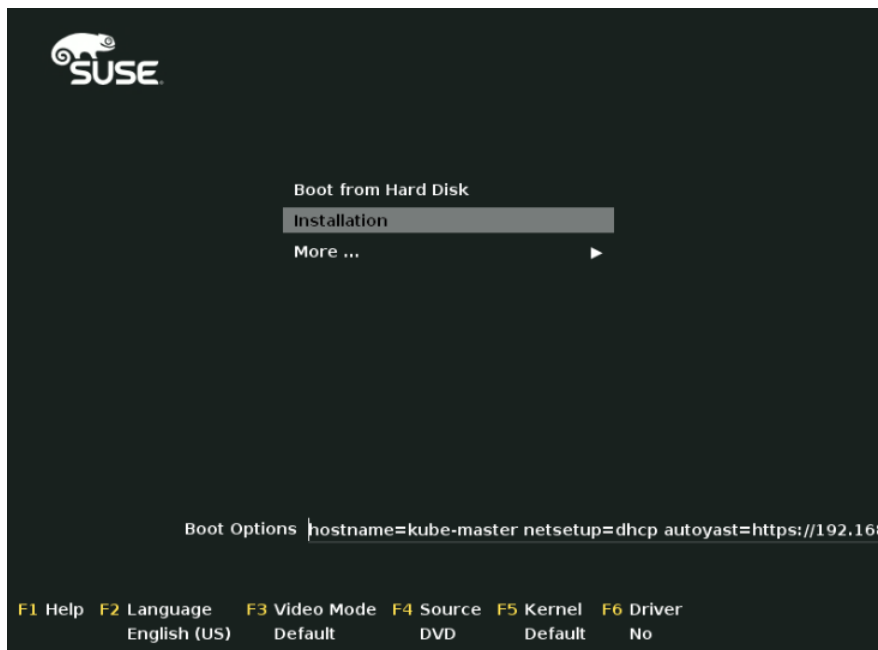 SUSE
Boot from Hard Disk
Installation
More ...
Boot Options hostname=kube-master netsetup=dhcp autoyast=https://192.16
F1 Help F2 Language F3 Video Mode F4 Source F5 Kernel F6 Driver
English (US) Default DVD Default No